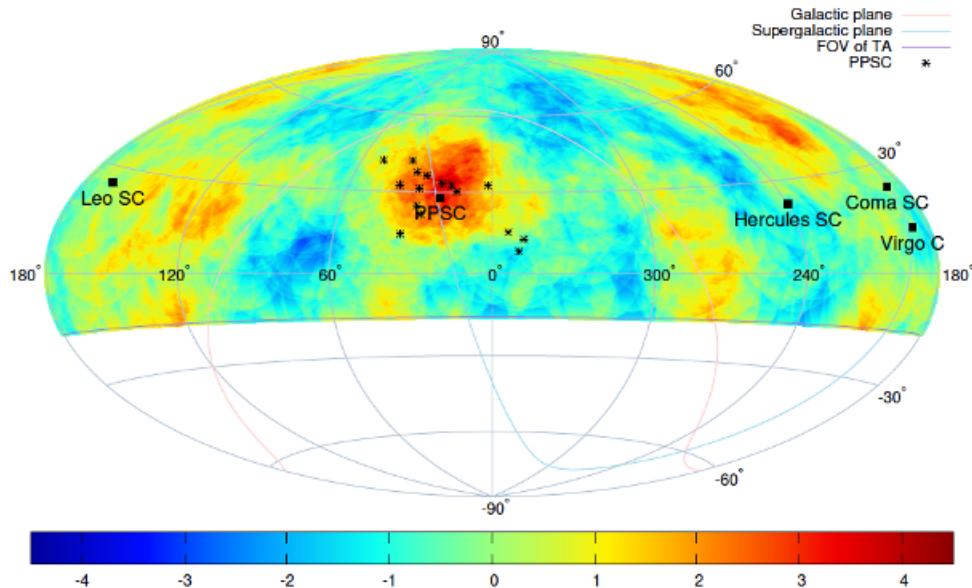 Galactic plane
Supergalactic plane
FOV of TA
PPSC
90°
60°
30°
Leo SC
PPSC
Hercules SC
Coma SC
Virgo C
180°
120°
60°
0°
300°
240°
180°
-30°
-60°
-90°
-4 -3 -2 -1 0 1 2 3 4